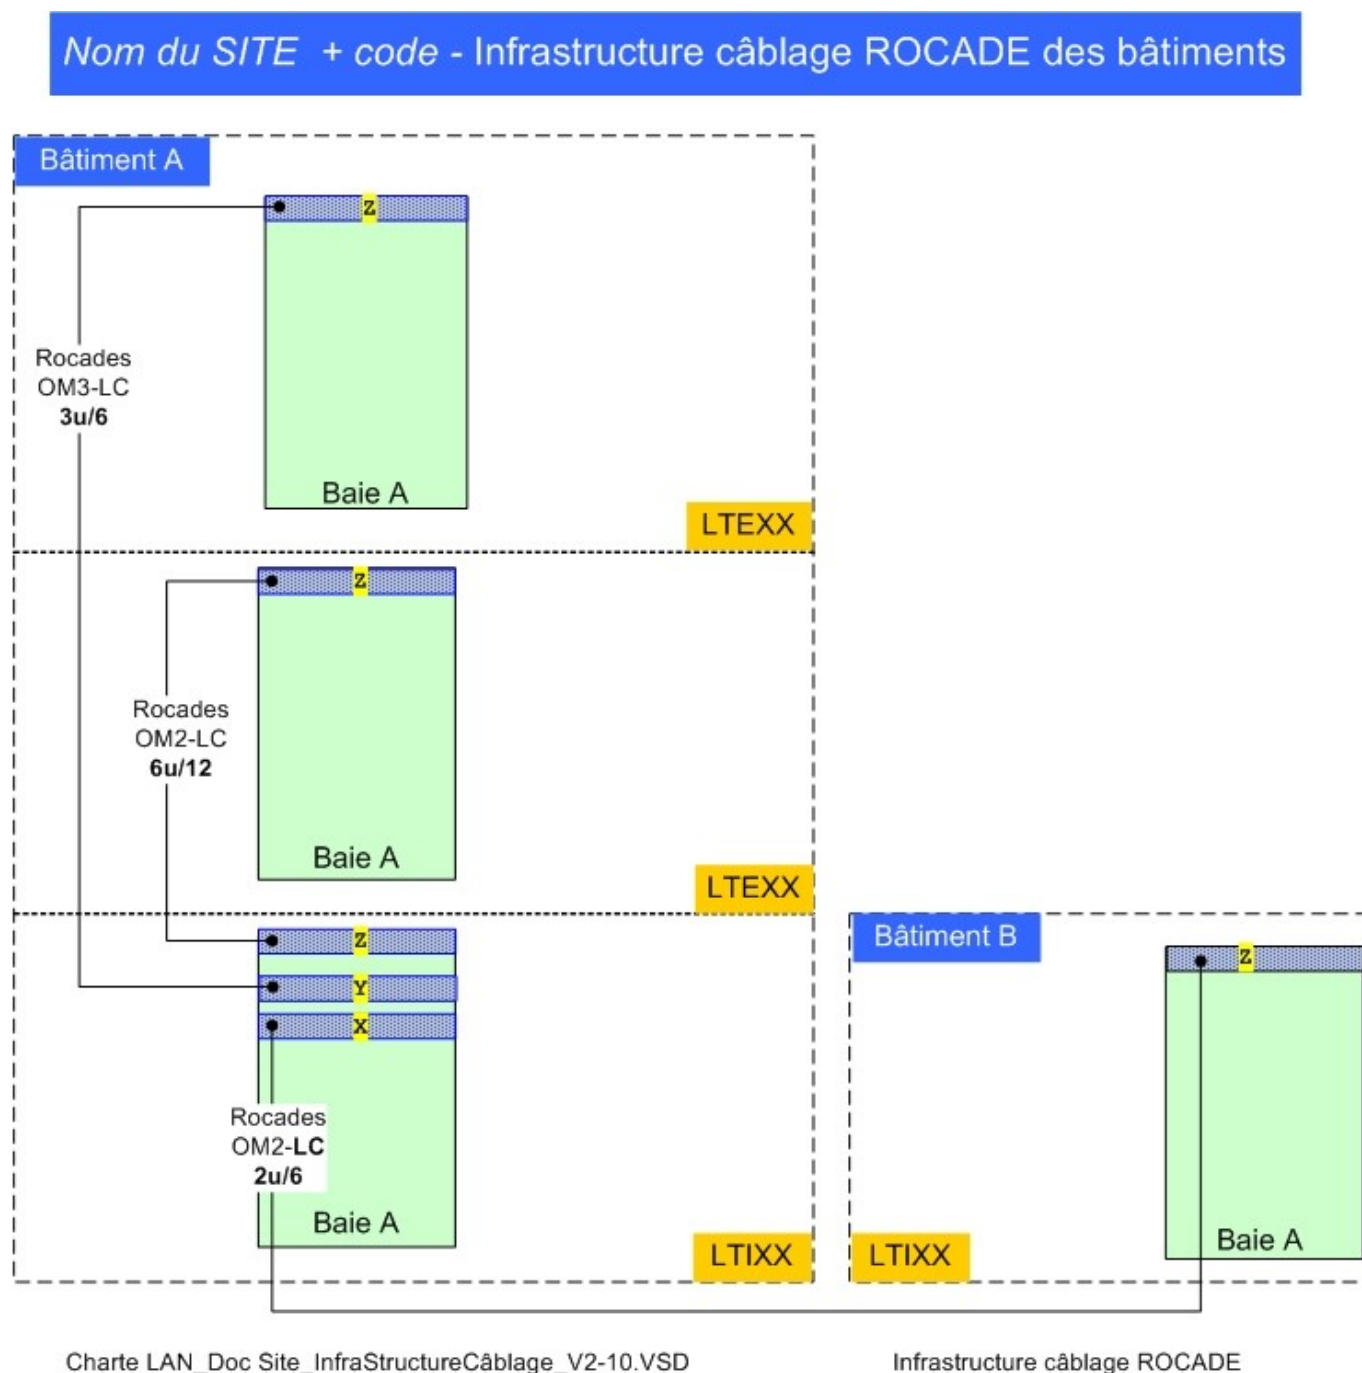 Nom du SITE + code - Infrastructure câblage ROCADE des bâtiments
Bâtiment A
Z
Rocades
OM3-LC
3u/6
Baie A
LTEXX
Z
Rocades
OM2-LC
6u/12
Baie A
LTEXX
Z
Y
X
Rocades
OM2-LC
2u/6
Baie A
LTIXX
Bâtiment B
Z
Baie A
LTIXX
Charte LAN_Doc Site_InfraStructureCâblage_V2-10.VSD
Infrastructure câblage ROCADE